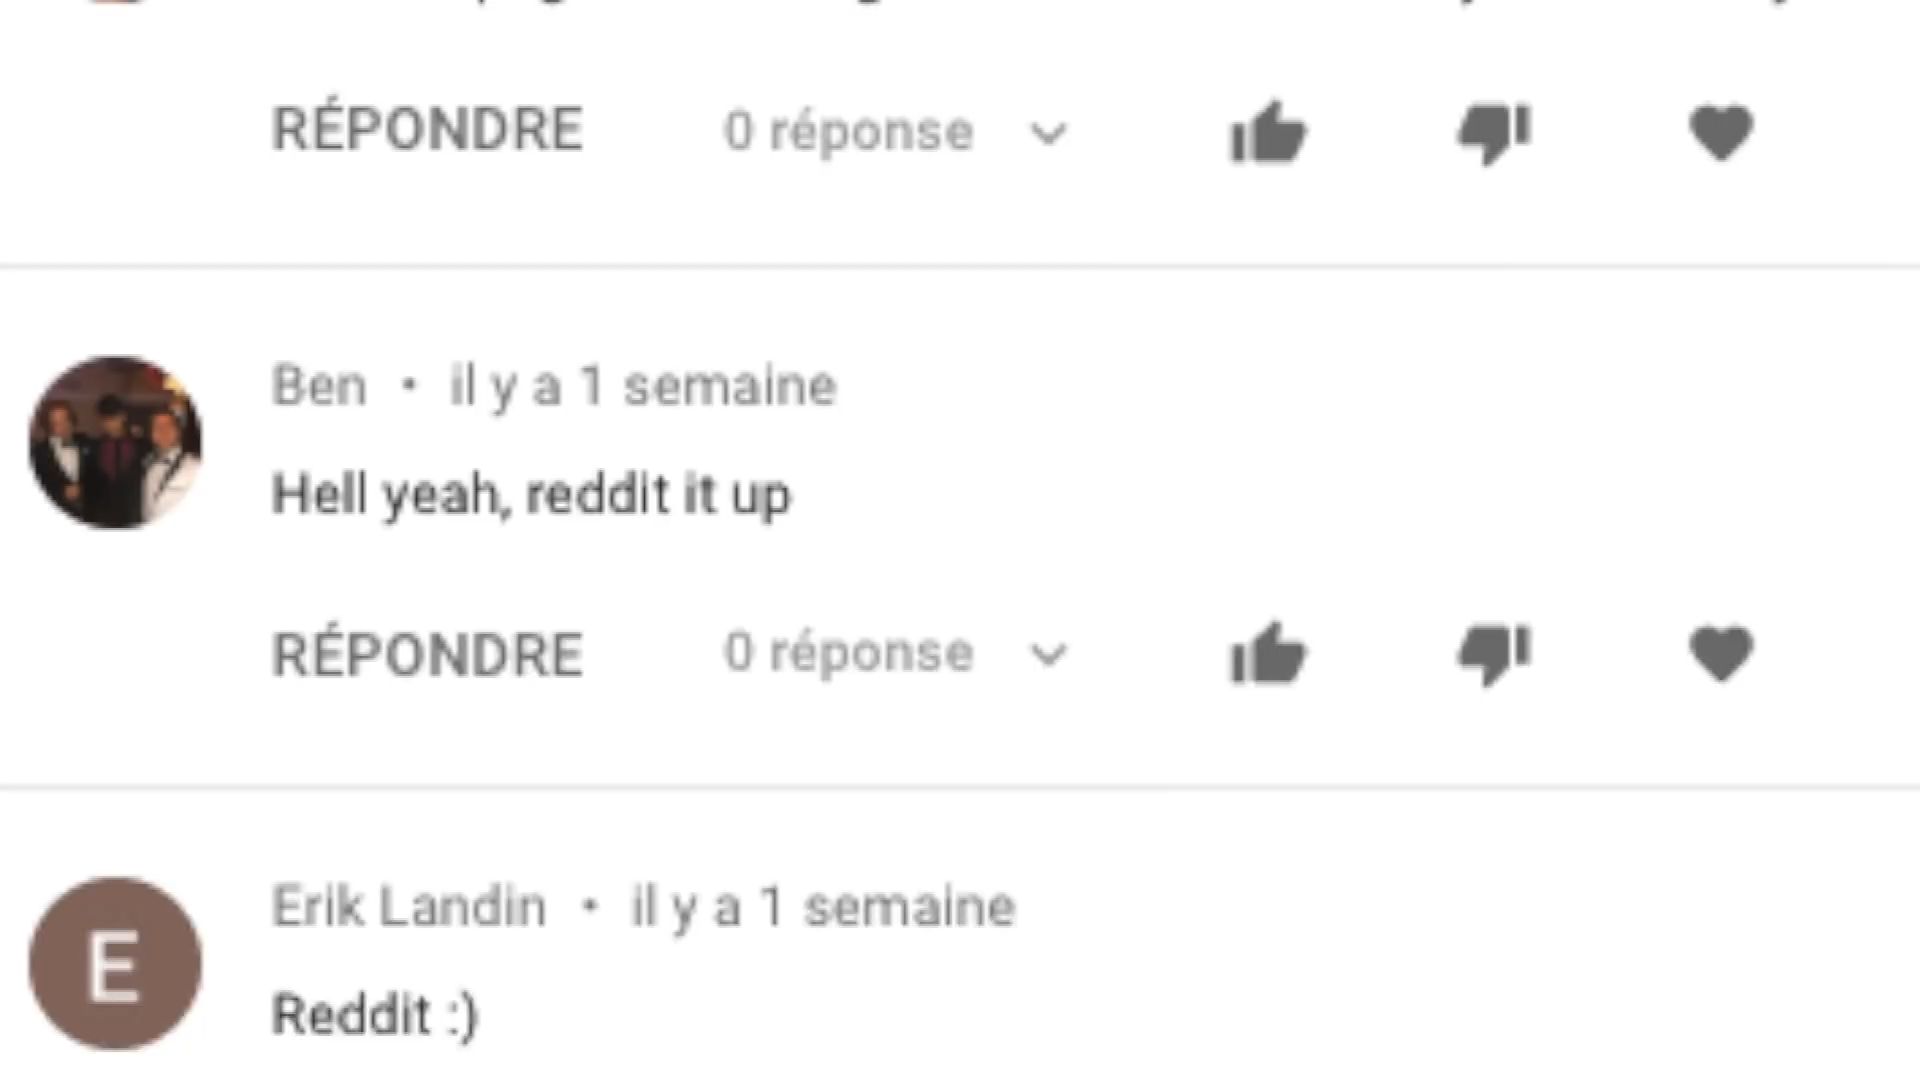 RÉPONDRE 0 réponse
Ben • il y a 1 semaine
Hell yeah, reddit it up
RÉPONDRE 0 réponse
E
Erik Landin • il y a 1 semaine
Reddit :)